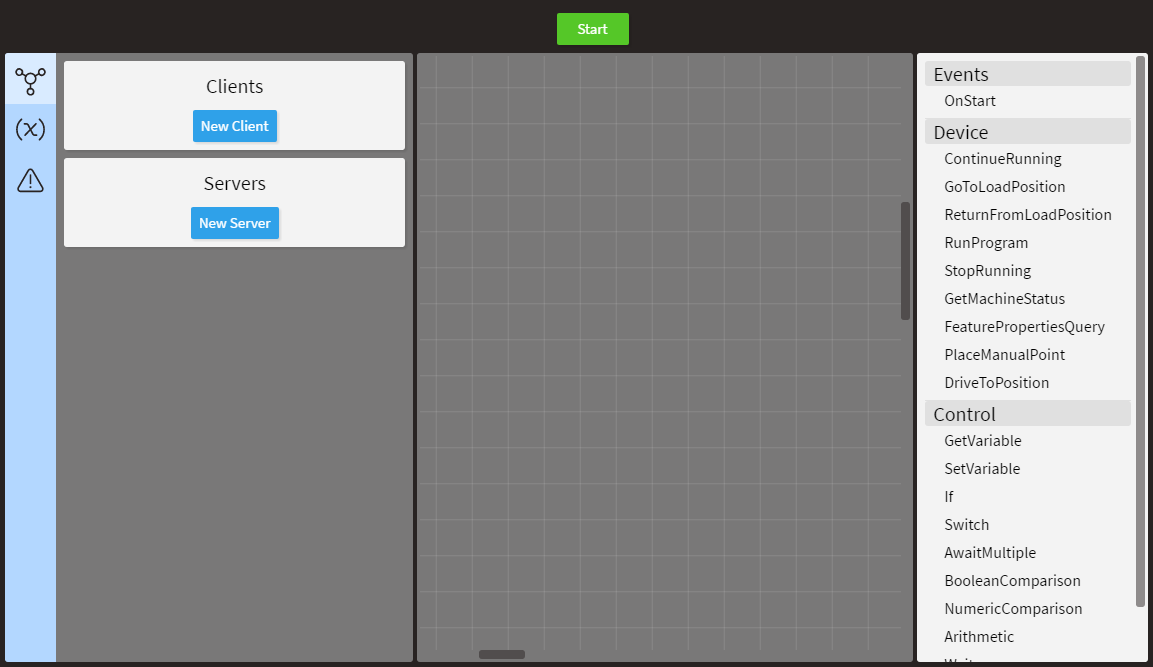 Start
(x)
Clients
New Client
Servers
New Server
Events
OnStart
Device
ContinueRunning
GoToLoadPosition
ReturnFromLoadPosition
RunProgram
StopRunning
GetMachineStatus
FeaturePropertiesQuery
PlaceManualPoint
DriveToPosition
Control
GetVariable
SetVariable
If
Switch
AwaitMultiple
BooleanComparison
NumericComparison
Arithmetic